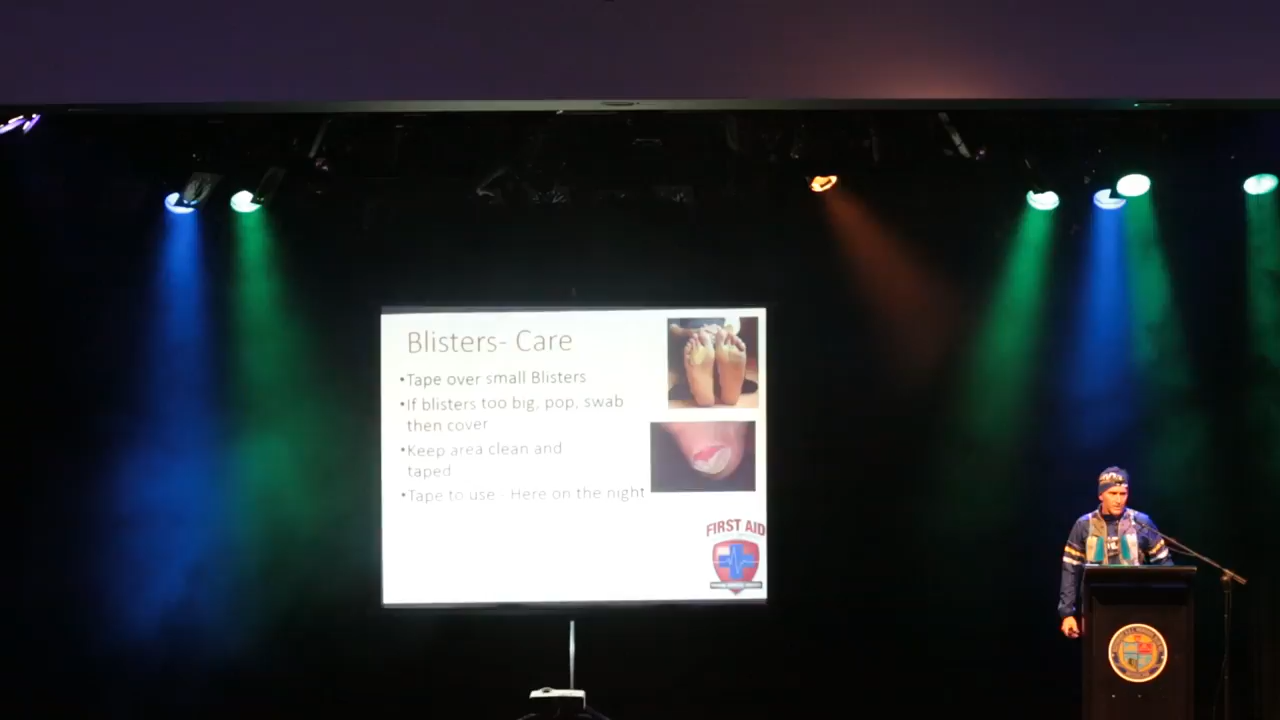 Blisters- Care
•Tape over small Blisters
•If blisters too big, pop, swab
then cover
•Keep area clean and
taped
•Tape to use - Here on the night
FIRST AID